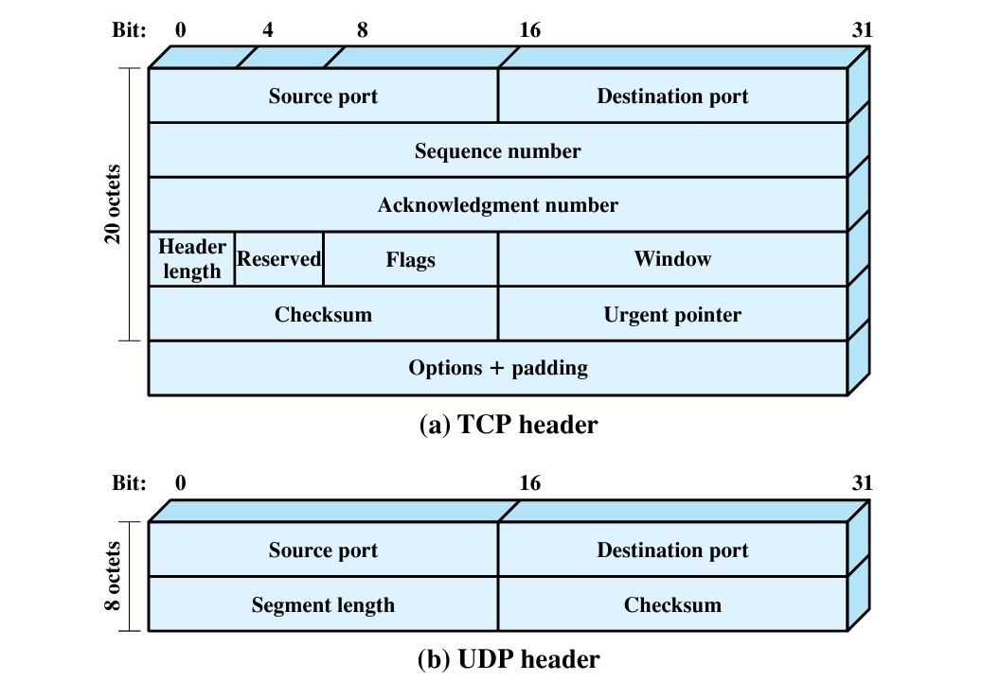 Bit: 0 4 8 16 31
Source port Destination port
Sequence number
Acknowledgment number
Header
length
Reserved Flags Window
Checksum Urgent pointer
Options + padding
20 octets
(a) TCP header
Bit: 0 16 31
Source port Destination port
Segment length Checksum
8 octets
(b) UDP header